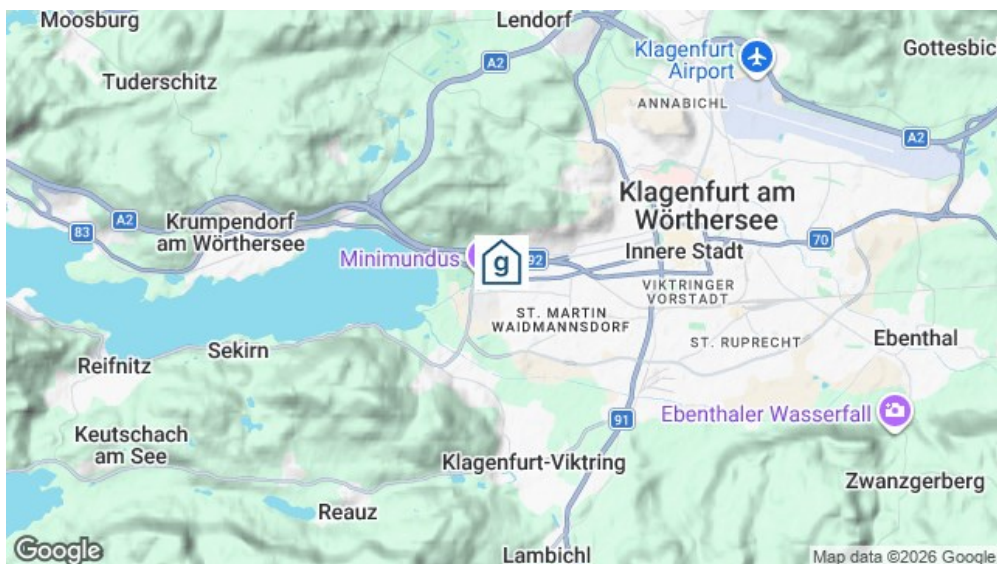 Moosburg
Lendorf
Klagenfurt
Airport
Gottesbic
Tuderschitz
A2
ANNABICHL
A2
Klagenfurt am
Wörthersee
A2
83
Krumpendorf
am Wörthersee
70
Innere Stadt
Minimundus
g
92
VIKTRINGER
VORSTADT
ST. MARTIN
WAIDMANNSDORF
ST. RUPRECHT
Ebenthal
Sekirn
Reifnitz
91
Ebenthaler Wasserfall
Keutschach
am See
Klagenfurt-Viktring
Zwanzgerberg
Reauz
Google
Lambichl
Map data ©2026 Google